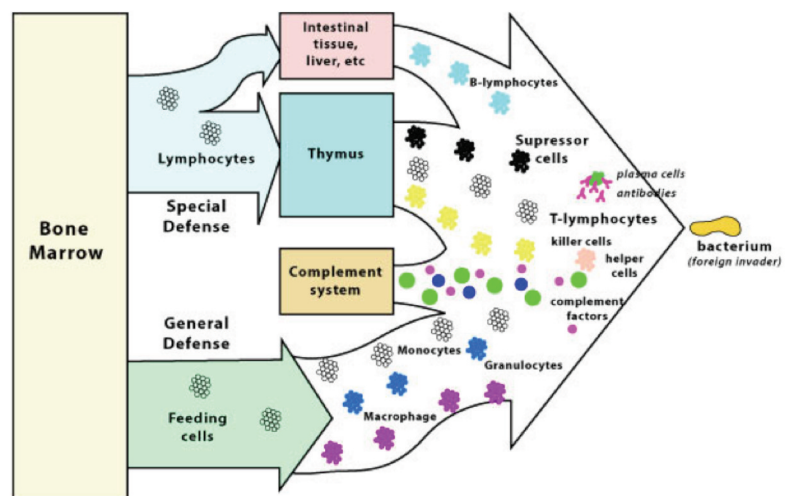 Bone
Marrow
Lymphocytes
Special
Defense
General
Defense
Feeding
cells
Intestinal
tissue,
liver, etc
Thymus
Complement
system
B-lymphocytes
Supressor
cells
plasma cells
antibodies
T-lymphocytes
killer cells
helper
cells
complement
factors
Monocytes
Granulocytes
Macrophage
bacterium
(foreign invader)